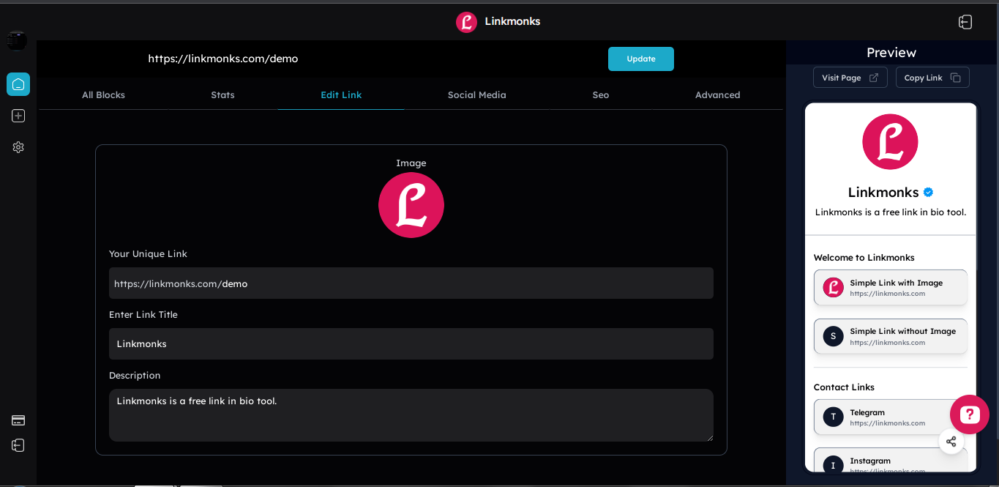 Linkmonks
https://linkmonks.com/demo
Update
All Blocks
Stats
Edit Link
Social Media
Seo
Advanced
Image
Your Unique Link
https://linkmonks.com/demo
Enter Link Title
Linkmonks
Description
Linkmonks is a free link in bio tool.
Preview
Visit Page
Copy Link
L
Linkmonks
Linkmonks is a free link in bio tool.
Welcome to Linkmonks
Simple Link with Image
https://linkmonks.com
S
Simple Link without Image
https://linkmonks.com
Contact Links
T
Telegram
https://linkmonks.com
?
I
Instagram
https://linkmonks.com